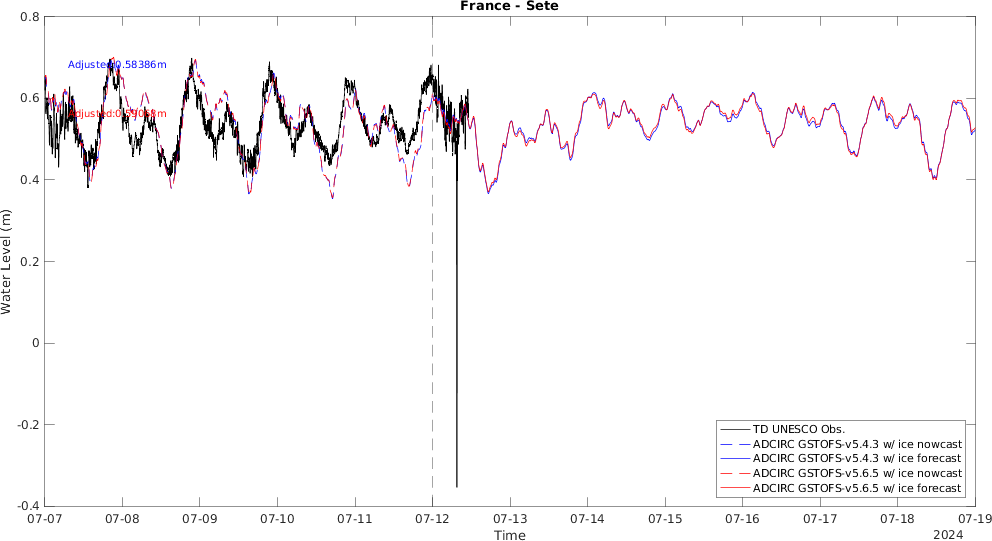 France - Sete
0.8
0.6
0.4
0.2
0
-0.2
-0.4
Water Level (m)
Adjusted:0.58386m
07-07 07-08 07-09 07-10 07-11 07-12 07-13 07-14 07-15 07-16 07-17 07-18 07-19
Time
2024
TD UNESCO Obs.
ADCIRC GSTOFS-v5.4.3 w/ ice nowcast
ADCIRC GSTOFS-v5.4.3 w/ ice forecast
ADCIRC GSTOFS-v5.6.5 w/ ice nowcast
ADCIRC GSTOFS-v5.6.5 w/ ice forecast